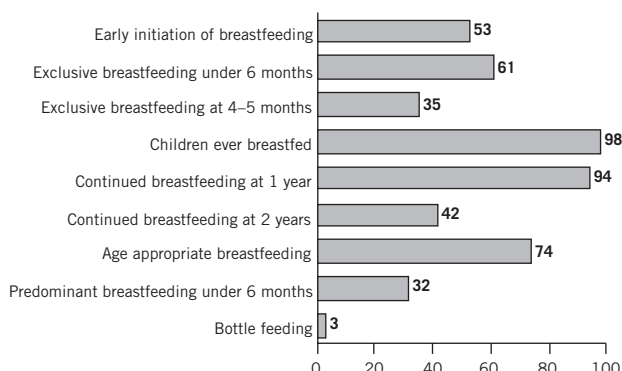 Early initiation of breastfeeding 53
Exclusive breastfeeding under 6 months 61
Exclusive breastfeeding at 4–5 months 35
Children ever breastfed 98
Continued breastfeeding at 1 year 94
Continued breastfeeding at 2 years 42
Age appropriate breastfeeding 74
Predominant breastfeeding under 6 months 32
Bottle feeding 3
0 20 40 60 80 100